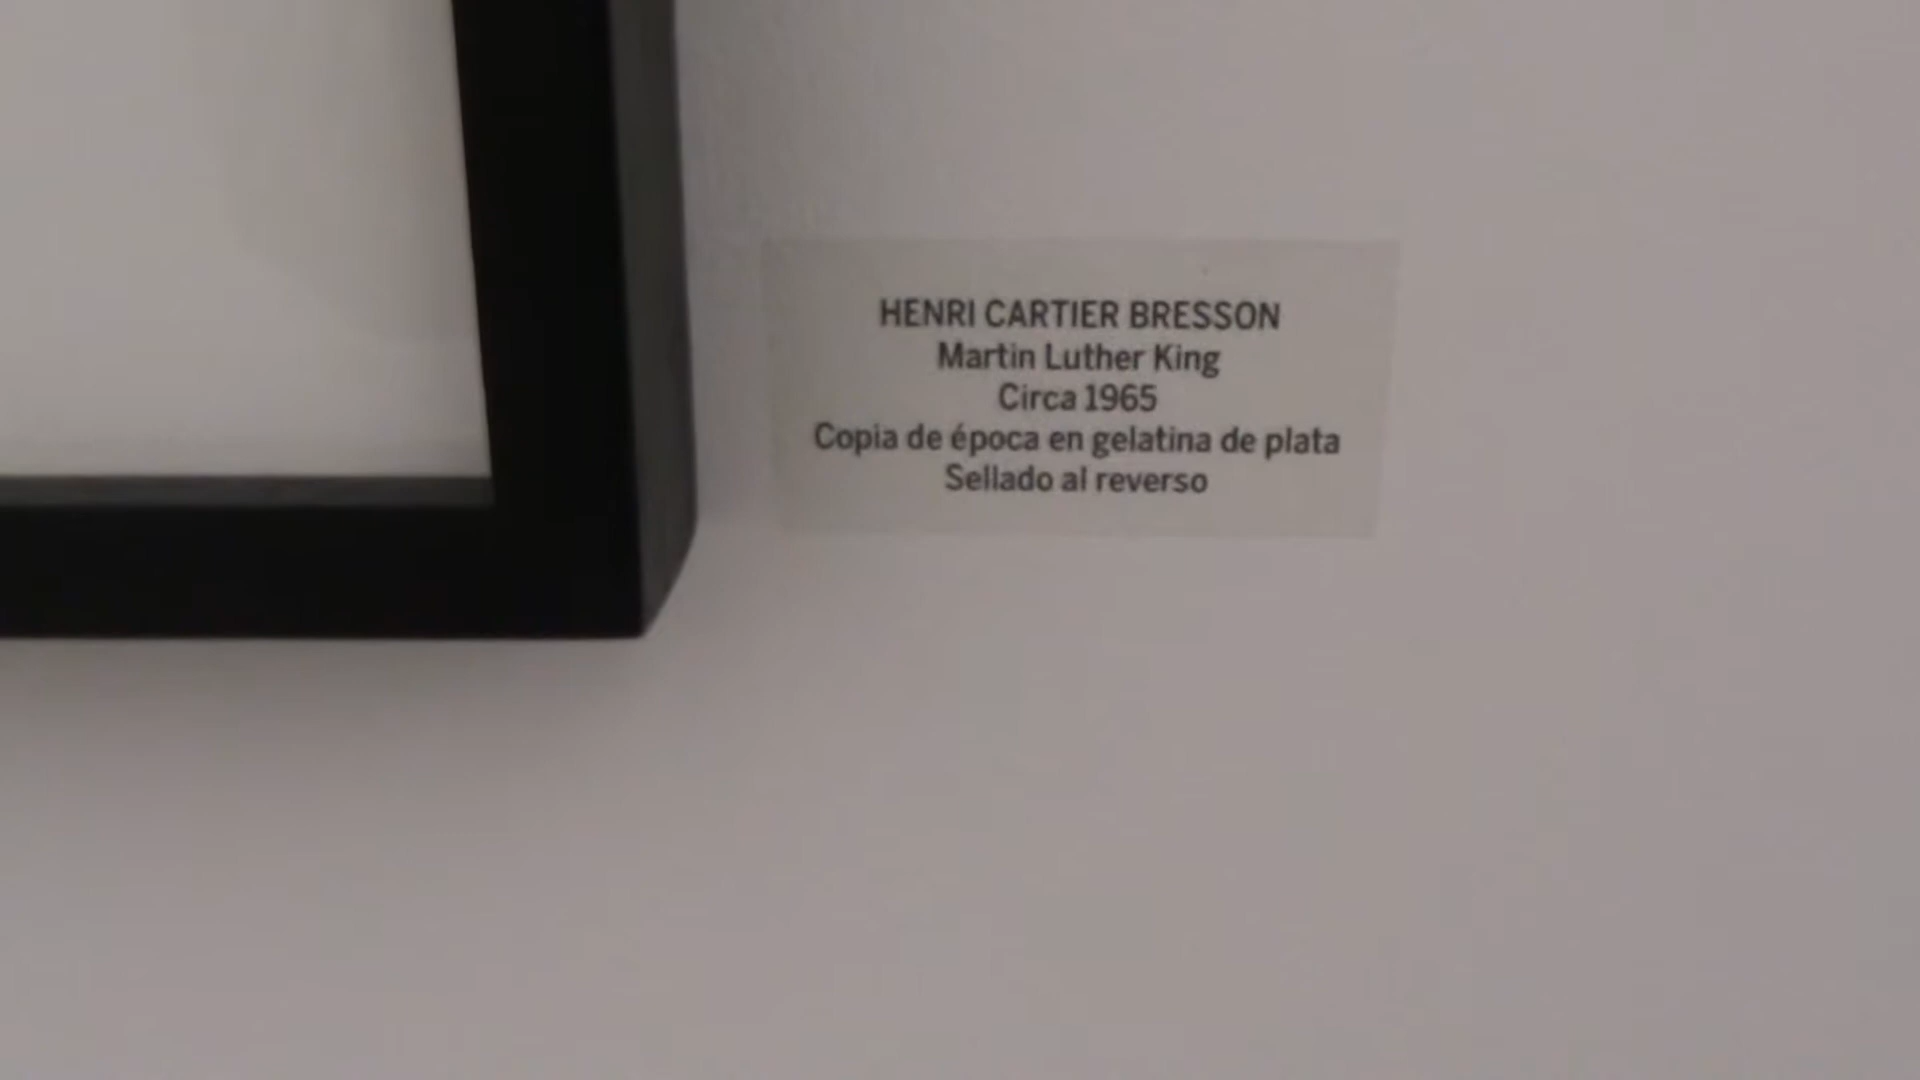 HENRI CARTIER BRESSON
Martin Luther King
Circa 1965
Copia de época en gelatina de plata
Sellado al reverso